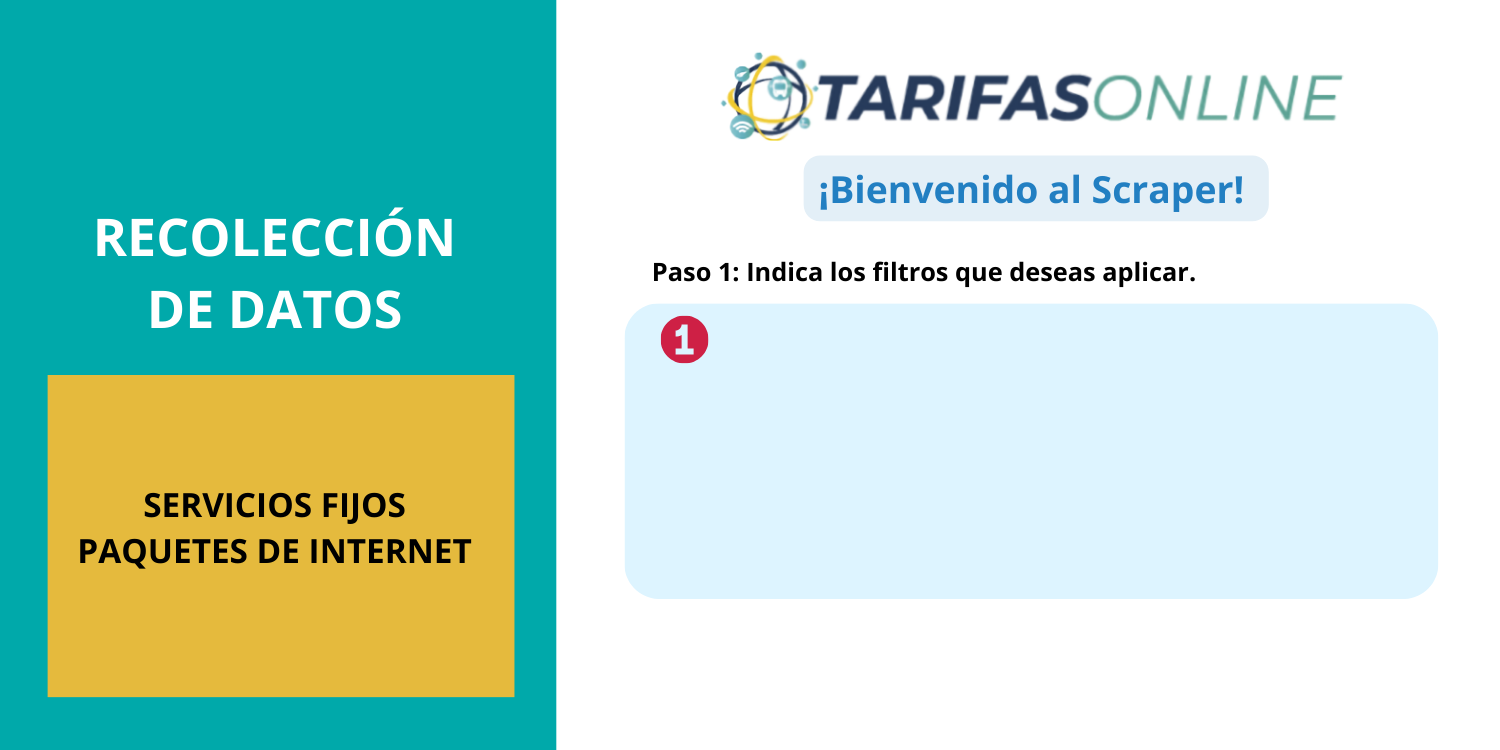 RECOLECCIÓN
DE DATOS
SERVICIOS FIJOS
PAQUETES DE INTERNET
TARIFASONLINE
¡Bienvenido al Scraper!
Paso 1: Indica los filtros que deseas aplicar.
1